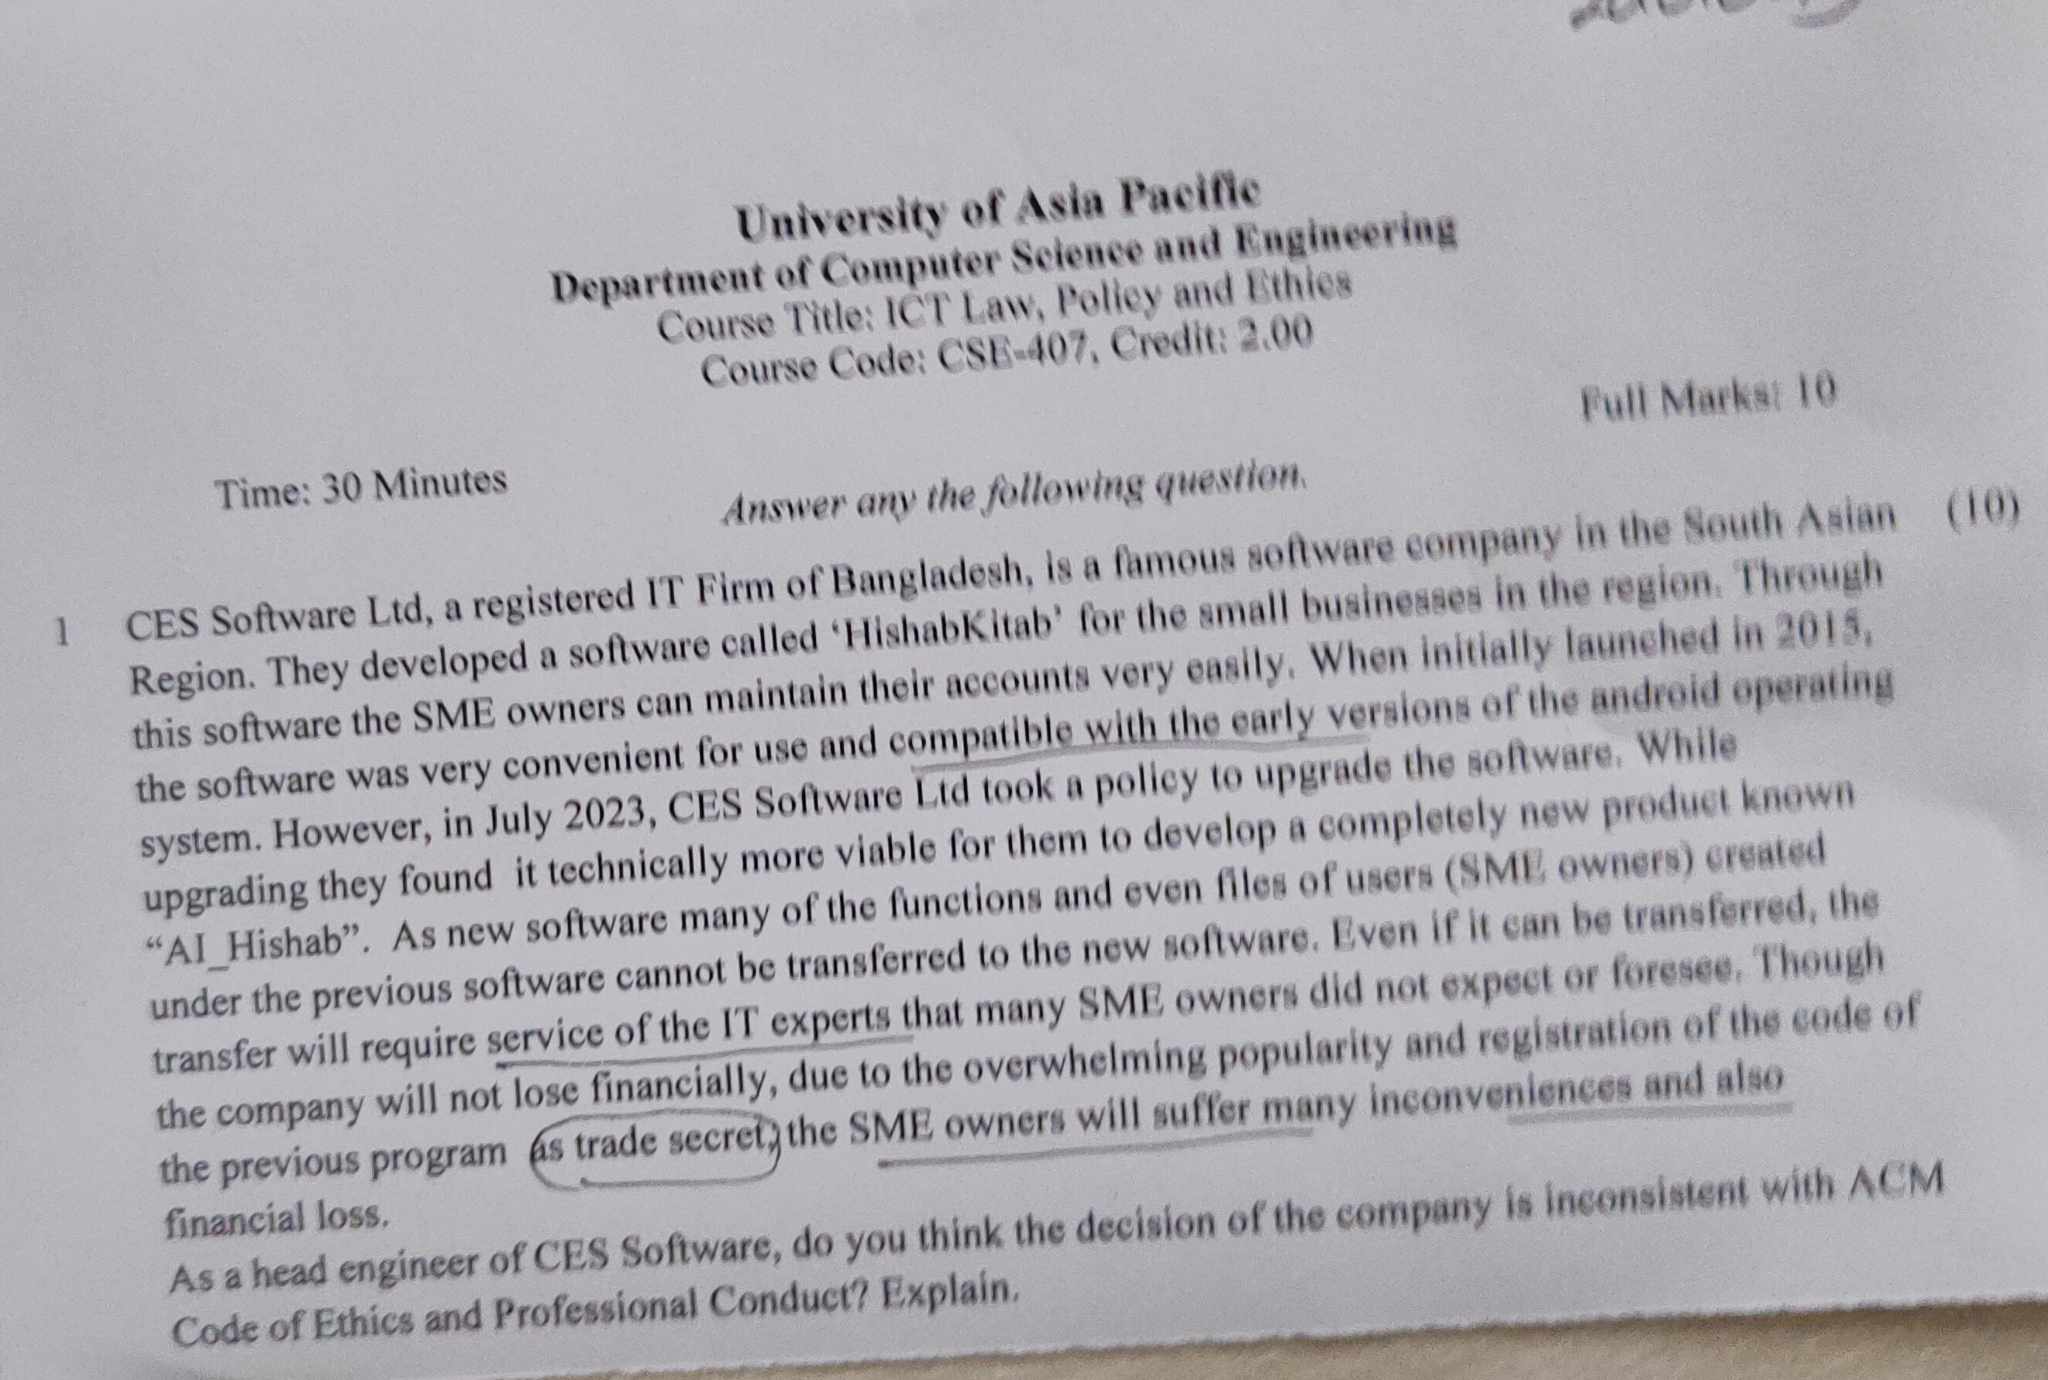 University of Asia Pacific
Department of Computer Science and Engineering
Course Title: ICT Law, Policy and Ethics
Course Code: CSE-407, Credit: 2.00
Full Marks: 10
Time: 30 Minutes
Answer any the following question.
1 CES Software Ltd, a registered IT Firm of Bangladesh, is a famous software company in the South Asian (10)
Region. They developed a software called ‘HishabKitab’ for the small businesses in the region. Through
this software the SME owners can maintain their accounts very easily. When initially launched in 2015,
the software was very convenient for use and compatible with the early versions of the android operating
system. However, in July 2023, CES Software Ltd took a policy to upgrade the software. While
upgrading they found it technically more viable for them to develop a completely new product known
“AI_Hishab”. As new software many of the functions and even files of users (SME owners) created
under the previous software cannot be transferred to the new software. Even if it can be transferred, the
transfer will require service of the IT experts that many SME owners did not expect or foresee. Though
the company will not lose financially, due to the overwhelming popularity and registration of the code of
the previous program as trade secret, the SME owners will suffer many inconveniences and also
financial loss.
As a head engineer of CES Software, do you think the decision of the company is inconsistent with ACM
Code of Ethics and Professional Conduct? Explain.